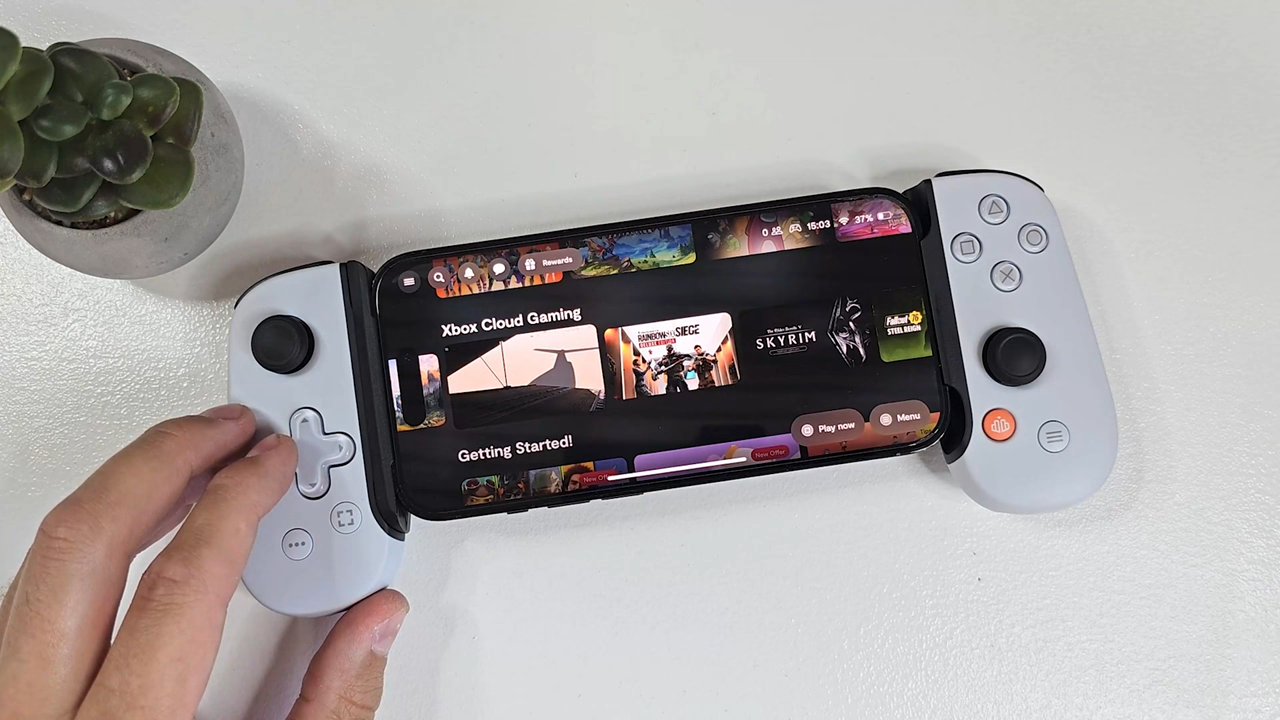 0
15:03
37%
Rewards
Xbox Cloud Gaming
RAINBOW SIX SIEGE
DELUXE EDITION
The Elder Scrolls V
SKYRIM
Fallout 76
STEEL REIGN
Play now
Menu
Getting Started!
New Offer